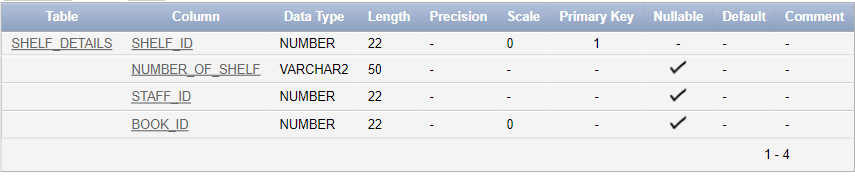 Table Column Data Type Length Precision Scale Primary Key Nullable Default Comment
SHELF_DETAILS SHELF_ID NUMBER 22 - 0 1 - - -
NUMBER_OF_SHELF VARCHAR2 50 - - - ✓ - -
STAFF_ID NUMBER 22 - - - ✓ - -
BOOK_ID NUMBER 22 - 0 - ✓ - -
1 - 4